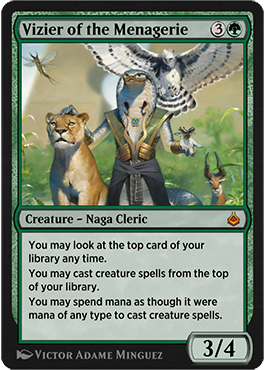 Vizier of the Menagerie 3
Creature – Naga Cleric
You may look at the top card of your
library any time.
You may cast creature spells from the top
of your library.
You may spend mana as though it were
mana of any type to cast creature spells.
Victor Adame Minguez
3/4